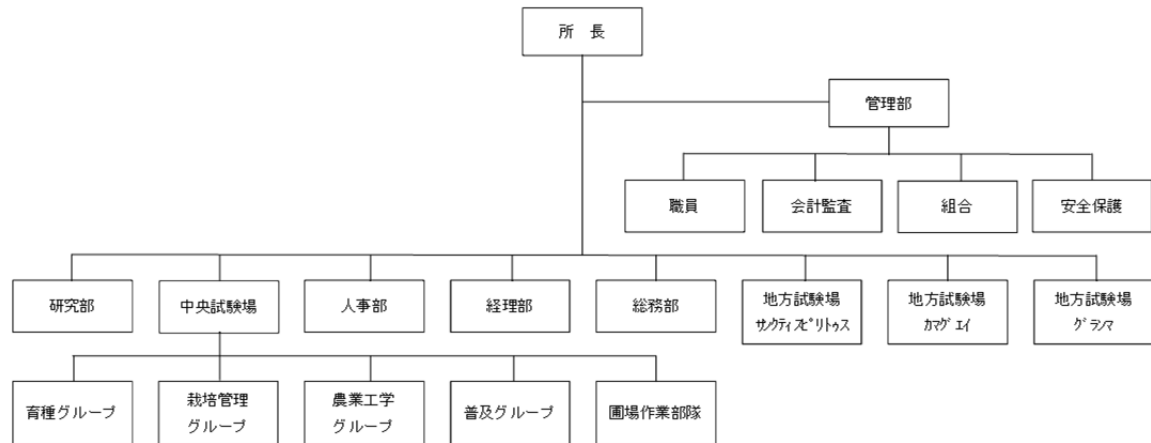 所　長
管理部
職員
会計監査
組合
安全保護
研究部
中央試験場
人事部
経理部
総務部
地方試験場
ｻﾝｸﾃｨｽﾋﾟﾘﾄｩｽ
地方試験場
ｶﾏｸﾞｴｲ
地方試験場
ｸﾞﾗﾝﾏ
育種グループ
栽培管理
グループ
農業工学
グループ
普及グループ
圃場作業部隊